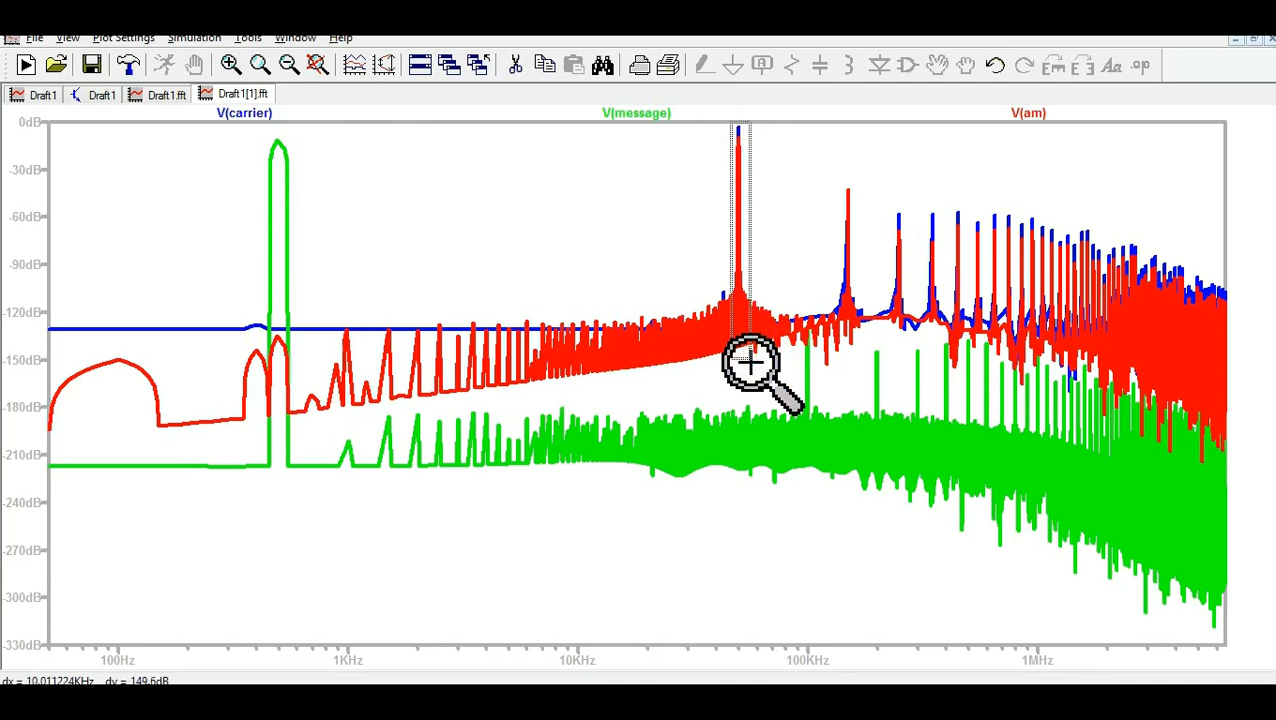 File View Plot Settings Simulation Tools Window Help
.op
Draft1 Draft1 Draft1.fft Draft1[1].fft
V(carrier) V(message) V(am)
0dB
-30dB
-60dB
-90dB
-120dB
-150dB
-180dB
-210dB
-240dB
-270dB
-300dB
-330dB
100Hz 1KHz 10KHz 100KHz 1MHz
dx = 10.011224KHz dy = 149.6dB